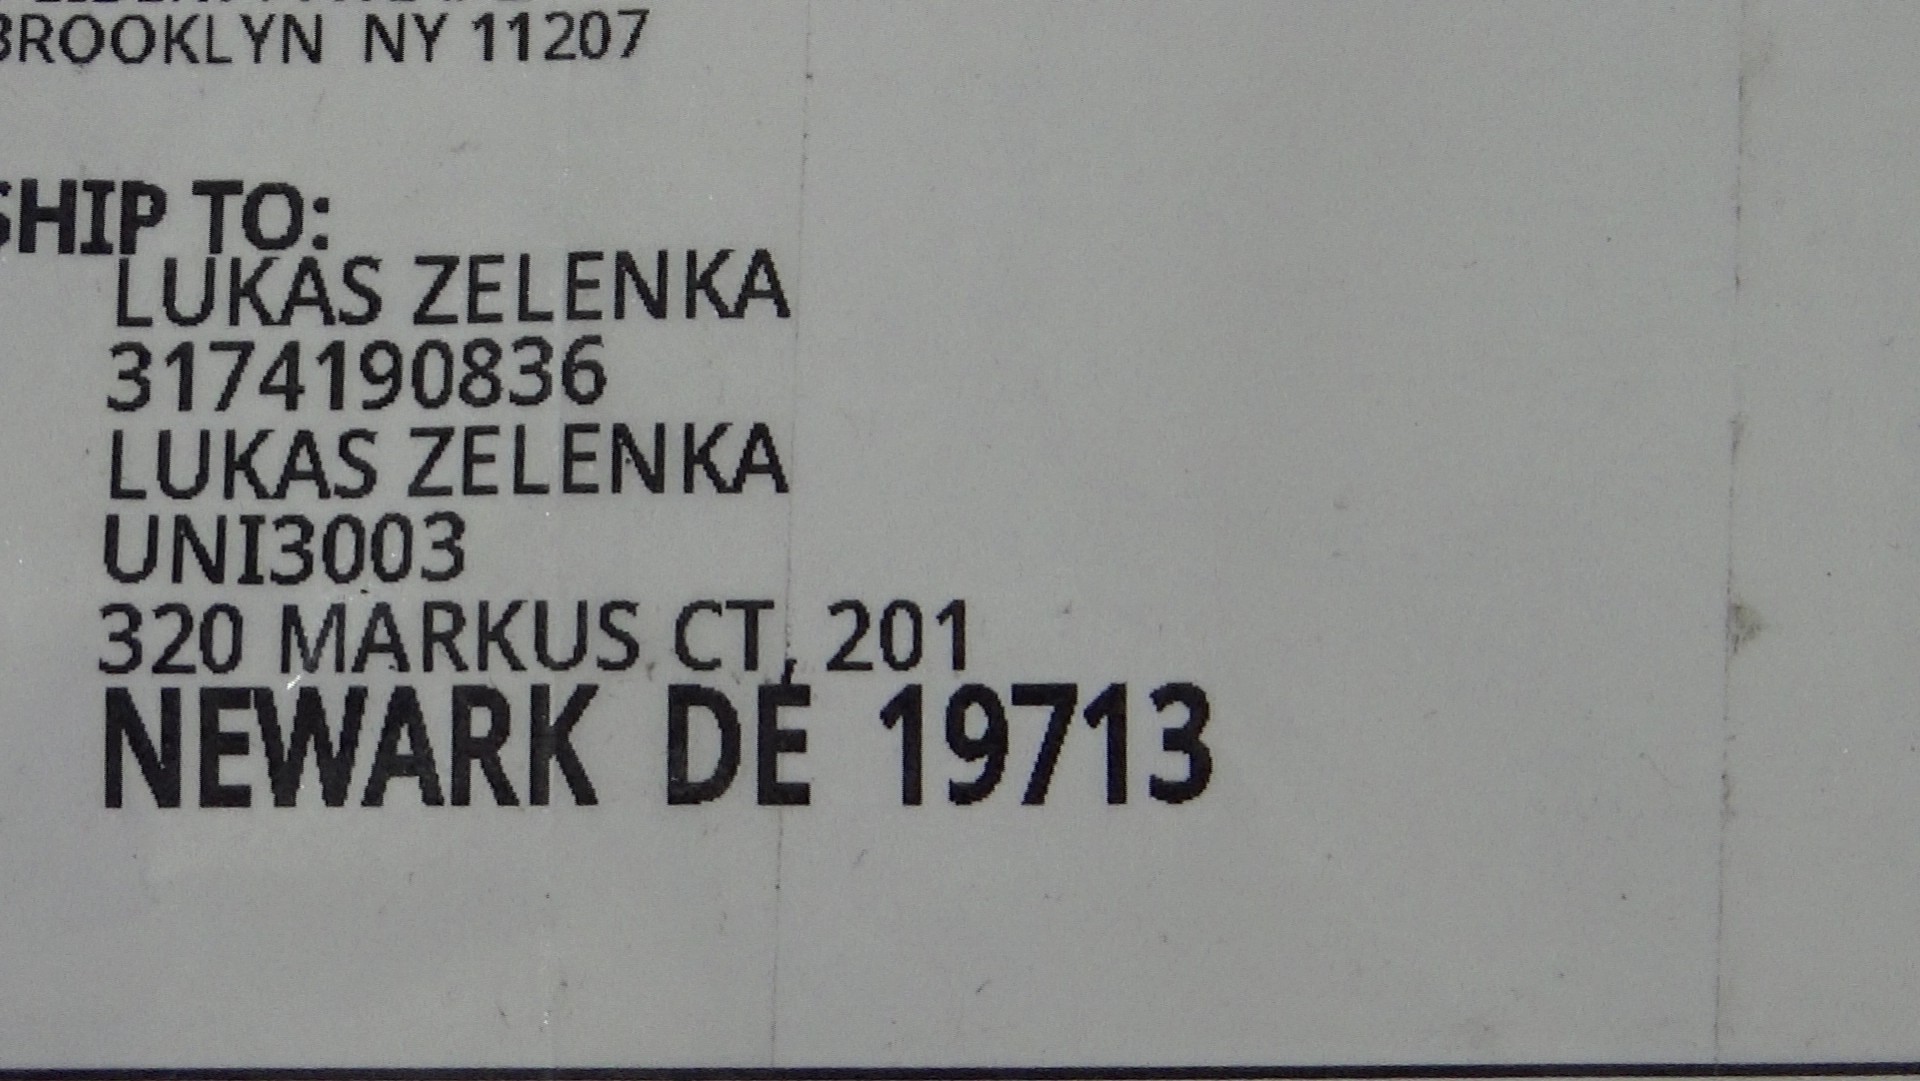 BROOKLYN NY 11207
SHIP TO:
LUKAS ZELENKA
3174190836
LUKAS ZELENKA
UNI3003
320 MARKUS CT, 201
NEWARK DE 19713